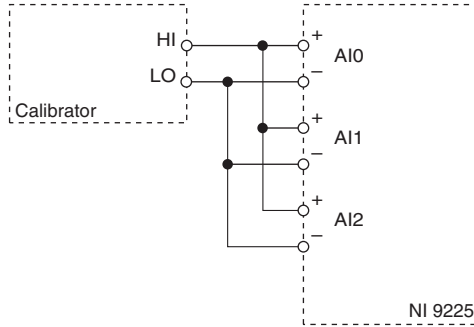 HI
LO
Calibrator
+
AI0
–
+
AI1
–
+
AI2
–
NI 9225